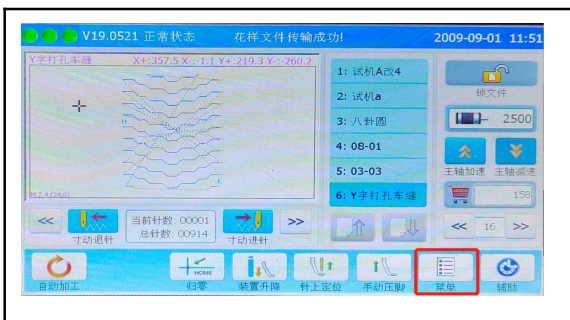 V19.0521 正常状态 花样文件传输成功! 2009-09-01 11:51
Y字打孔车缝 X+:357.5 X-:-1.1 Y+:219.3 Y-:-260.2
1: 试机A改4
2: 试机a
3: 八卦圆
4: 08-01
5: 03-03
6: Y字打孔车缝
锁文件
2500
主轴加速 主轴减速
158
<< 16 >>
<< 寸动退针
当前针数: 00001
总针数: 00914
寸动进针 >>
HOME
自动加工 归零 装置升降 针上定位 手动压脚 菜单 辅助